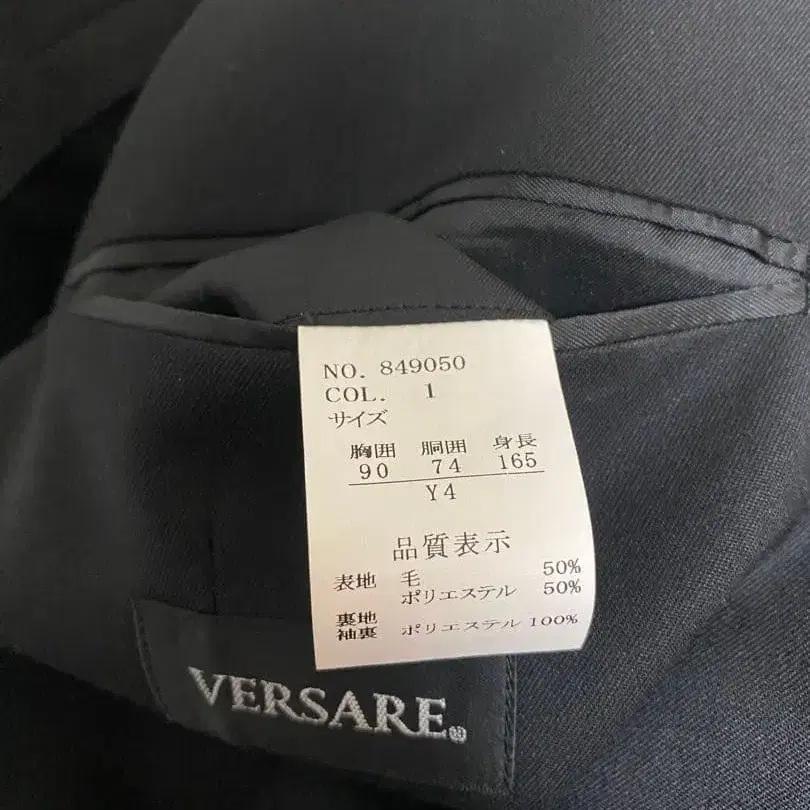 NO. 849050
COL. 1
サイズ
胸囲 胴囲 身長
90 74 165
Y4
品質表示
表地 毛 50%
ポリエステル 50%
裏地
袖裏 ポリエステル 100%
VERSARE.